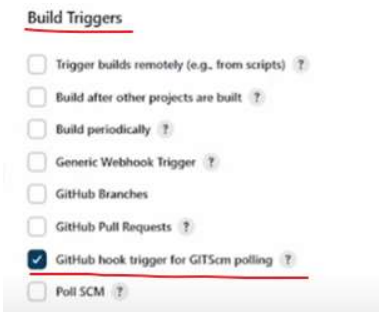 Build Triggers
Trigger builds remotely (e.g., from scripts) ?
Build after other projects are built ?
Build periodically ?
Generic Webhook Trigger ?
GitHub Branches
GitHub Pull Requests ?
GitHub hook trigger for GITScm polling ?
Poll SCM ?